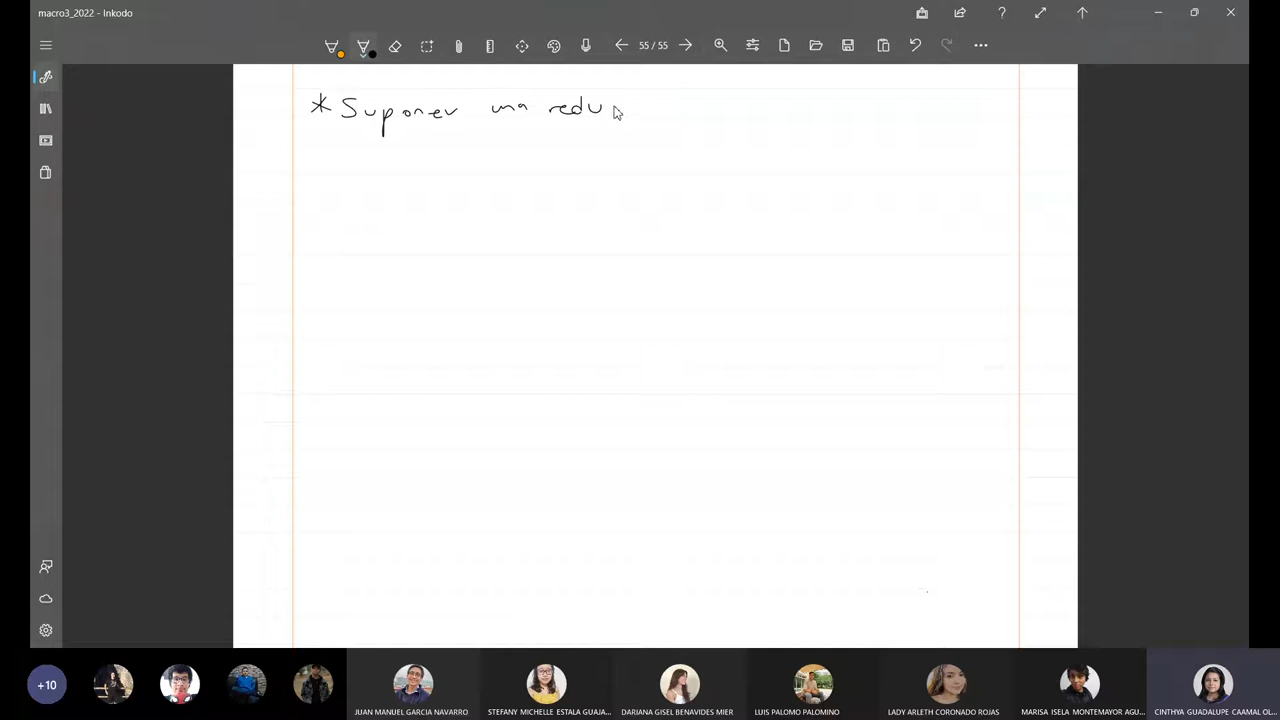 macro3_2022 - Inkodo
55 / 55
* Suponer una redu
+10
JUAN MANUEL GARCIA NAVARRO
STEFANY MICHELLE ESTALA GUAJA...
DARIANA GISEL BENAVIDES MIER
LUIS PALOMO PALOMINO
LADY ARLETH CORONADO ROJAS
MARISA ISELA MONTEMAYOR AGU...
CINTHYA GUADALUPE CAAMAL OL...